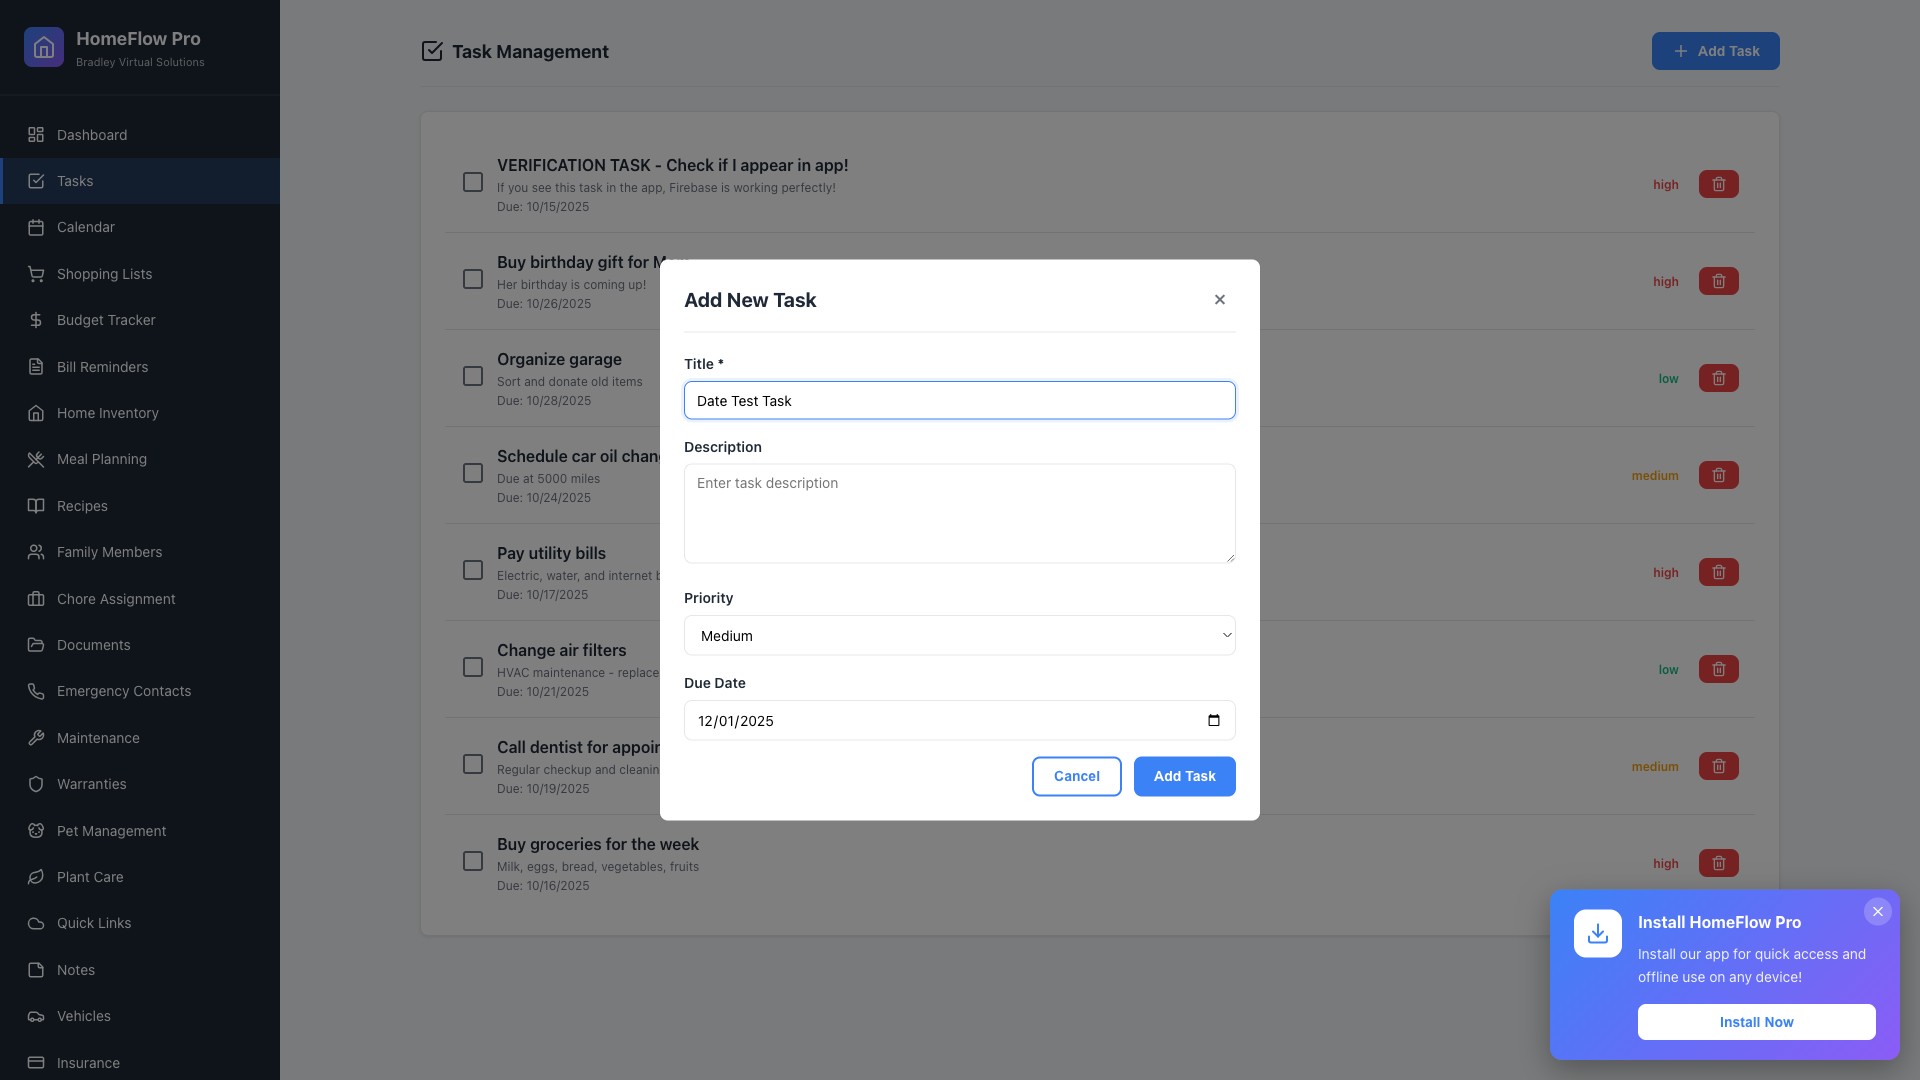 HomeFlow Pro
Bradley Virtual Solutions
Dashboard
Tasks
Calendar
Shopping Lists
Budget Tracker
Bill Reminders
Home Inventory
Meal Planning
Recipes
Family Members
Chore Assignment
Documents
Emergency Contacts
Maintenance
Warranties
Pet Management
Plant Care
Quick Links
Notes
Vehicles
Insurance
Task Management
Add Task
VERIFICATION TASK - Check if I appear in app!
If you see this task in the app, Firebase is working perfectly!
Due: 10/15/2025
high
Buy birthday gift for
Her birthday is coming up!
Due: 10/26/2025
high
Organize garage
Sort and donate old items
Due: 10/28/2025
low
Schedule car oil
Due at 5000 miles
Due: 10/24/2025
medium
Pay utility bills
Electric, water, and internet
Due: 10/17/2025
high
Change air filters
HVAC maintenance - replace
Due: 10/21/2025
low
Call dentist for
Regular checkup and
Due: 10/19/2025
medium
Buy groceries for the week
Milk, eggs, bread, vegetables, fruits
Due: 10/16/2025
high
Add New Task
Title *
Date Test Task
Description
Enter task description
Priority
Medium
Due Date
12/01/2025
Cancel
Add Task
Install HomeFlow Pro
Install our app for quick access and
offline use on any device!
Install Now